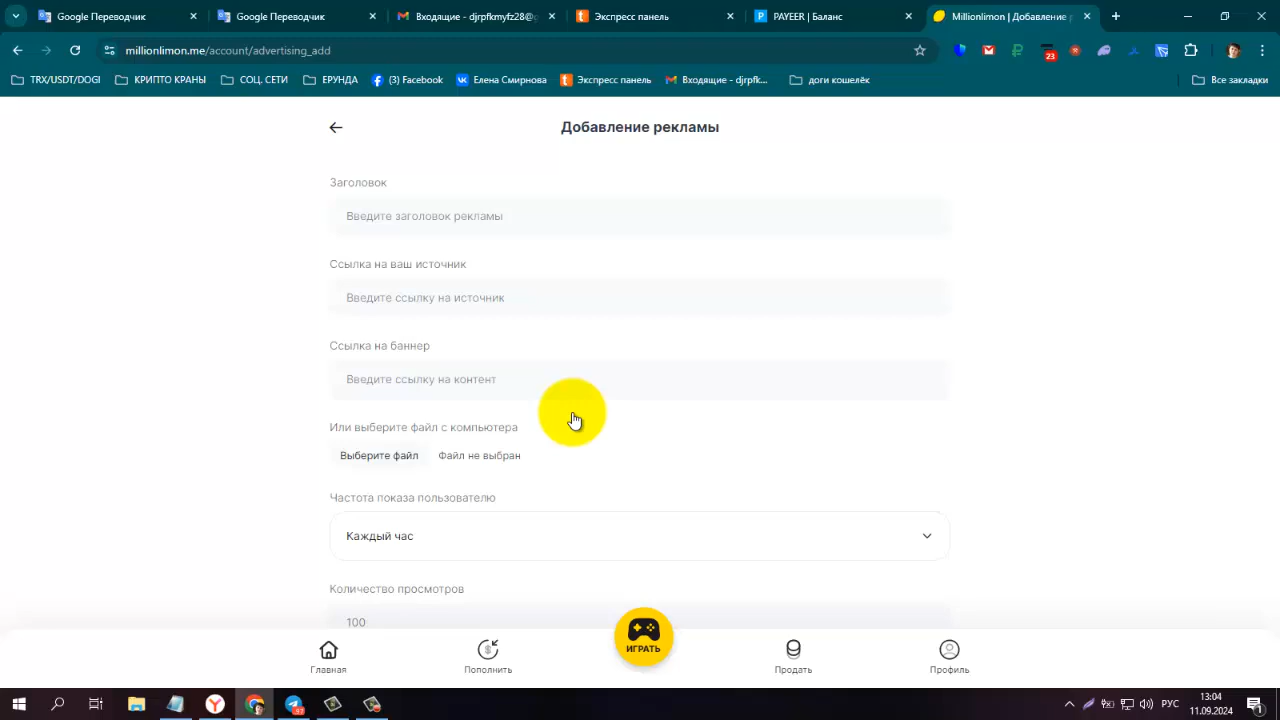 Google Переводчик
Google Переводчик
Входящие - djrpfkmyfz28@g
Экспресс панель
PAYEER | Баланс
Millionlimon | Добавление р
millionlimon.me/account/advertising_add
23
TRX/USDT/DOGI
КРИПТО КРАНЫ
СОЦ. СЕТИ
ЕРУНДА
(3) Facebook
Елена Смирнова
Экспресс панель
Входящие - djrpfk...
доги кошелёк
Все закладки
Добавление рекламы
Заголовок
Введите заголовок рекламы
Ссылка на ваш источник
Введите ссылку на источник
Ссылка на баннер
Введите ссылку на контент
Или выберите файл с компьютера
Выберите файл Файл не выбран
Частота показа пользователю
Каждый час
Количество просмотров
100
ИГРАТЬ
Главная
Пополнить
Продать
Профиль
РУС
13:04
11.09.2024